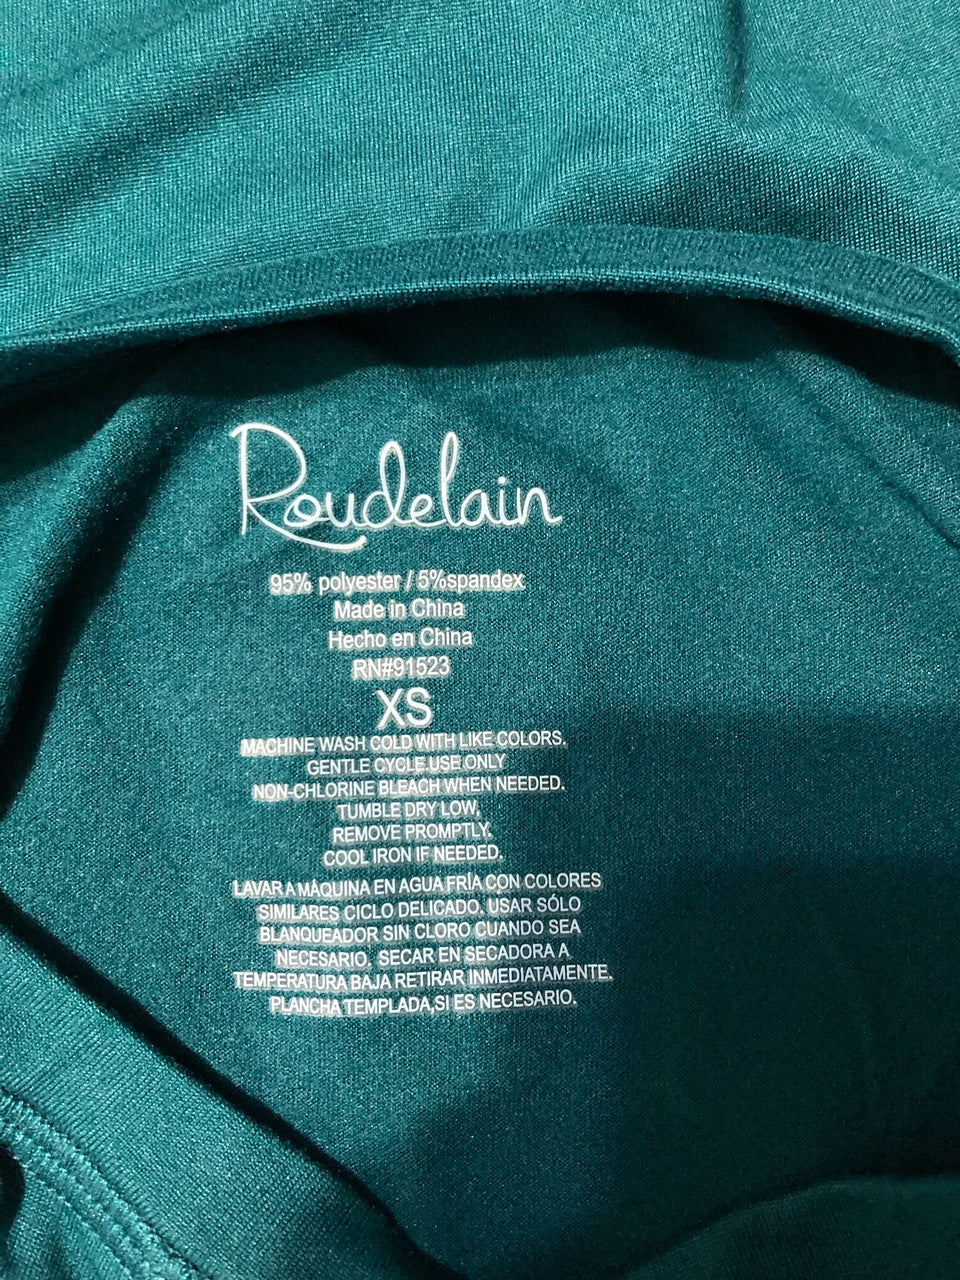 Roudelain
95% polyester / 5%spandex
Made in China
Hecho en China
RN#91523
XS
MACHINE WASH COLD WITH LIKE COLORS.
GENTLE CYCLE.USE ONLY
NON-CHLORINE BLEACH WHEN NEEDED.
TUMBLE DRY LOW,
REMOVE PROMPTLY.
COOL IRON IF NEEDED.
LAVAR A MÁQUINA EN AGUA FRÍA CON COLORES
SIMILARES CICLO DELICADO. USAR SÓLO
BLANQUEADOR SIN CLORO CUANDO SEA
NECESARIO. SECAR EN SECADORA A
TEMPERATURA BAJA RETIRAR INMEDIATAMENTE.
PLANCHA TEMPLADA,SI ES NECESARIO.